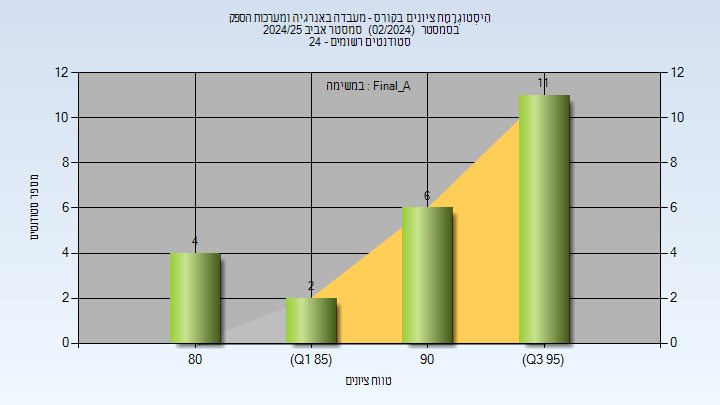 הִיסְטוֹגְרָמַת ציונים בקורס - מעבדה באנרגיה ומערכות הספק
בסמסטר (02/2024) סמסטר אביב 2024/25
סטודנטים רשומים - 24
במשימה : Final_A
12 12
10 10
8 8
6 6
4 4
2 2
0 0
4 2 6 11
מספר סטודנטים
80 (Q1 85) 90 (Q3 95)
טווח ציונים